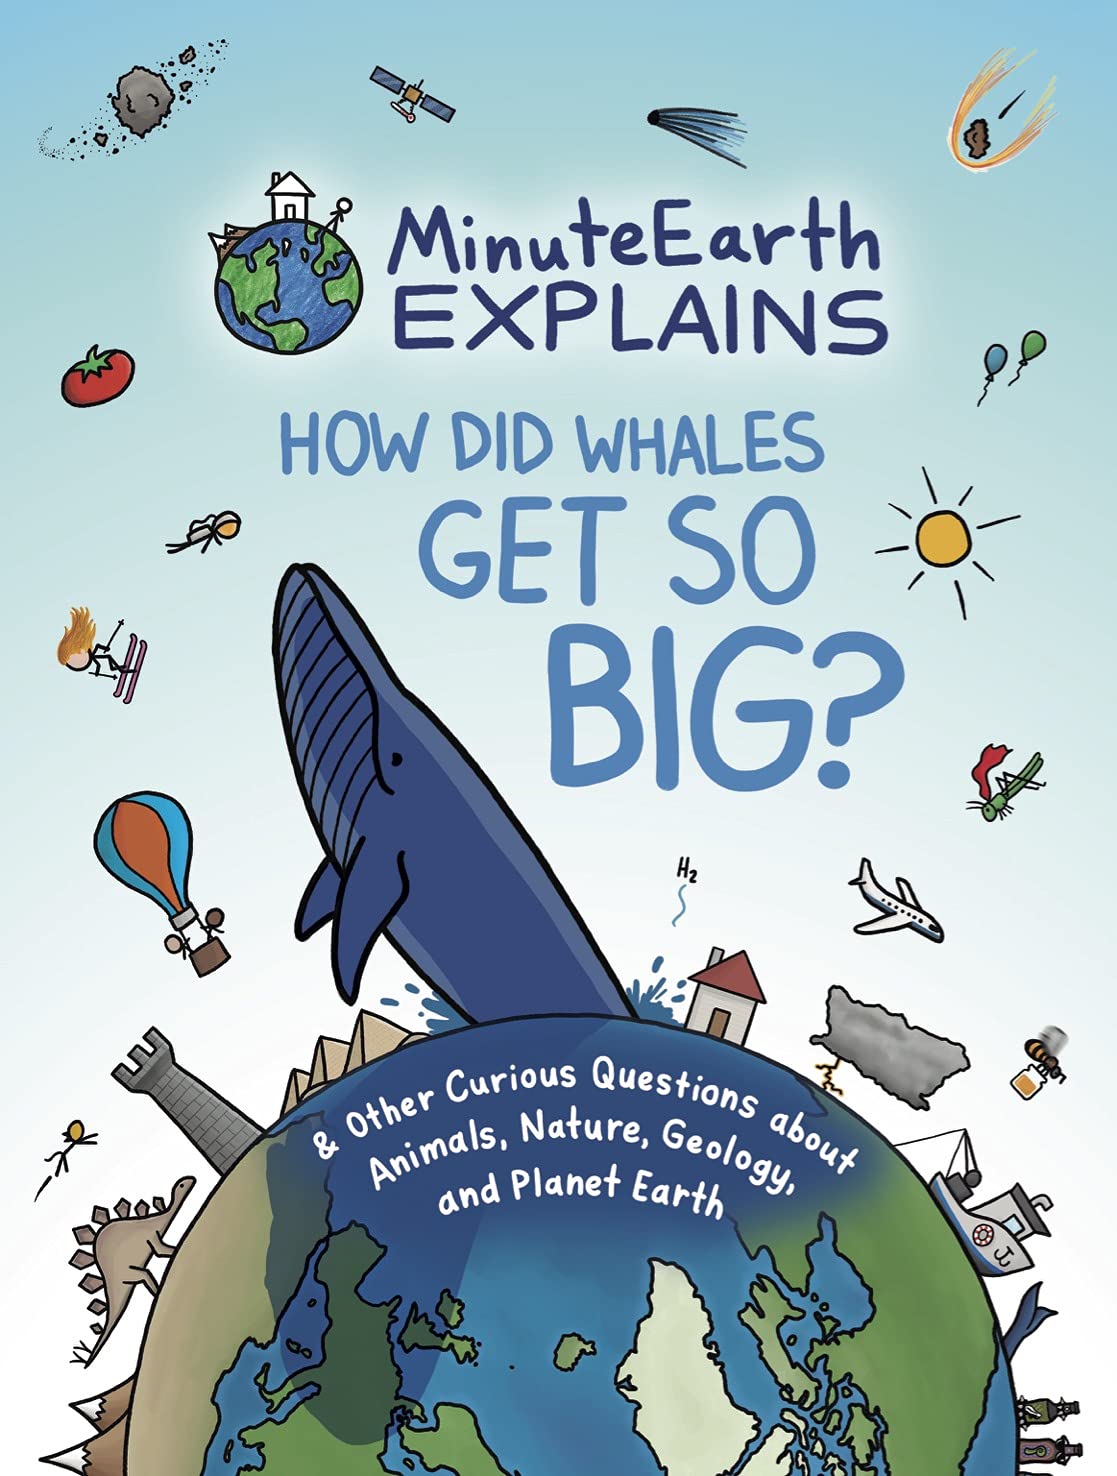 MinuteEarth
EXPLAINS
HOW DID WHALES
GET SO
BIG?
H2
& Other Curious Questions about
Animals, Nature, Geology,
and Planet Earth